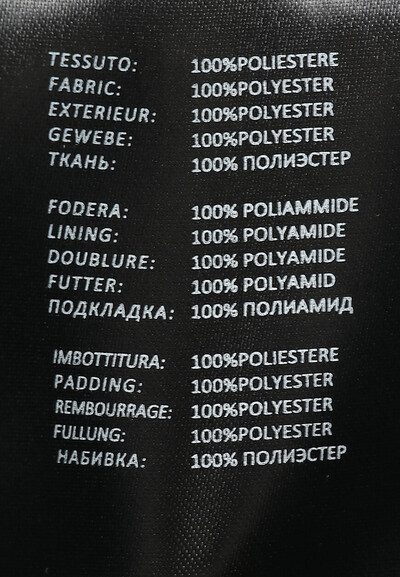 TESSUTO: 100%POLIESTERE
FABRIC: 100%POLYESTER
EXTERIEUR: 100%POLYESTER
GEWEBE: 100%POLYESTER
ТКАНЬ: 100% ПОЛИЭСТЕР
FODERA: 100% POLIAMMIDE
LINING: 100% POLYAMIDE
DOUBLURE: 100% POLYAMIDE
FUTTER: 100% POLYAMID
ПОДКЛАДКА: 100% ПОЛИАМИД
IMBOTTITURA: 100%POLIESTERE
PADDING: 100%POLYESTER
REMBOURRAGE: 100%POLYESTER
FULLUNG: 100%POLYESTER
НАБИВКА: 100% ПОЛИЭСТЕР